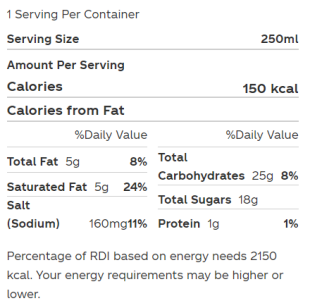 1 Serving Per Container
Serving Size 250ml
Amount Per Serving
Calories 150 kcal
Calories from Fat
%Daily Value %Daily Value
Total Fat 5g 8%
Saturated Fat 5g 24%
Salt
(Sodium) 160mg11%
Total
Carbohydrates 25g 8%
Total Sugars 18g
Protein 1g 1%
Percentage of RDI based on energy needs 2150
kcal. Your energy requirements may be higher or
lower.